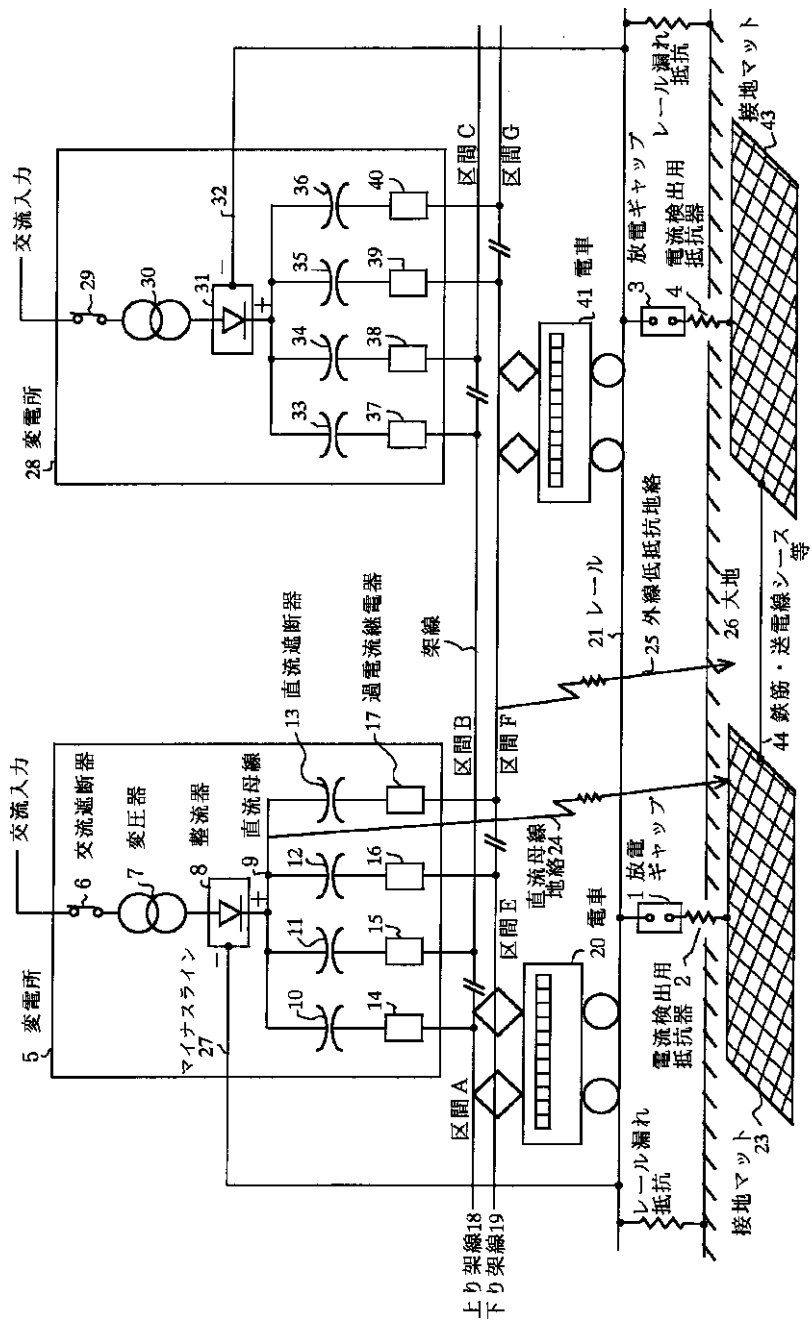 交流入力
6 交流遮断器
7 変圧器
8 整流器
直流母線
9
+
−
5 変電所
マイナスライン
27
10
11
12
13 直流遮断器
14
15
16
17 過電流継電器
交流入力
29
30
31
32
−
+
28 変電所
33
34
35
36
37
38
39
40
区間A
区間B
区間C
区間E
区間F
区間G
架線
上り架線18
下り架線19
直流母線
地絡24
20 電車
41 電車
21 レール
25 外線低抵抗地絡
26 大地
レール漏れ
抵抗
1 放電
ギャップ
電流検出用
抵抗器 2
接地マット
23
放電ギャップ
3
電流検出用
抵抗器
4
レール漏れ
抵抗
接地マット
43
44 鉄筋・送電線シース
等